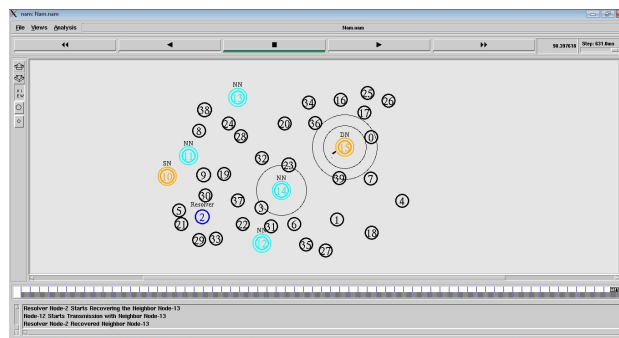 nam: Nam.nam
File Views Analysis Nam.nam
90.397616 Step: 631.0ms
NN
13
34 16 25 26
38 17
8 24 20 36 0
28
NN DN
11 15
32
SN 23
10 9 19 NN 39 7
14
30 37 4
Resolver 3
5 2 1
21 22 31 6
NN 18
29 33 12 35 27
Resolver Node-2 Starts Recovering the Neighbor Node-13
Node-12 Starts Transmission with Neighbor Node-13
Resolver Node-2 Recovered Neighbor Node-13